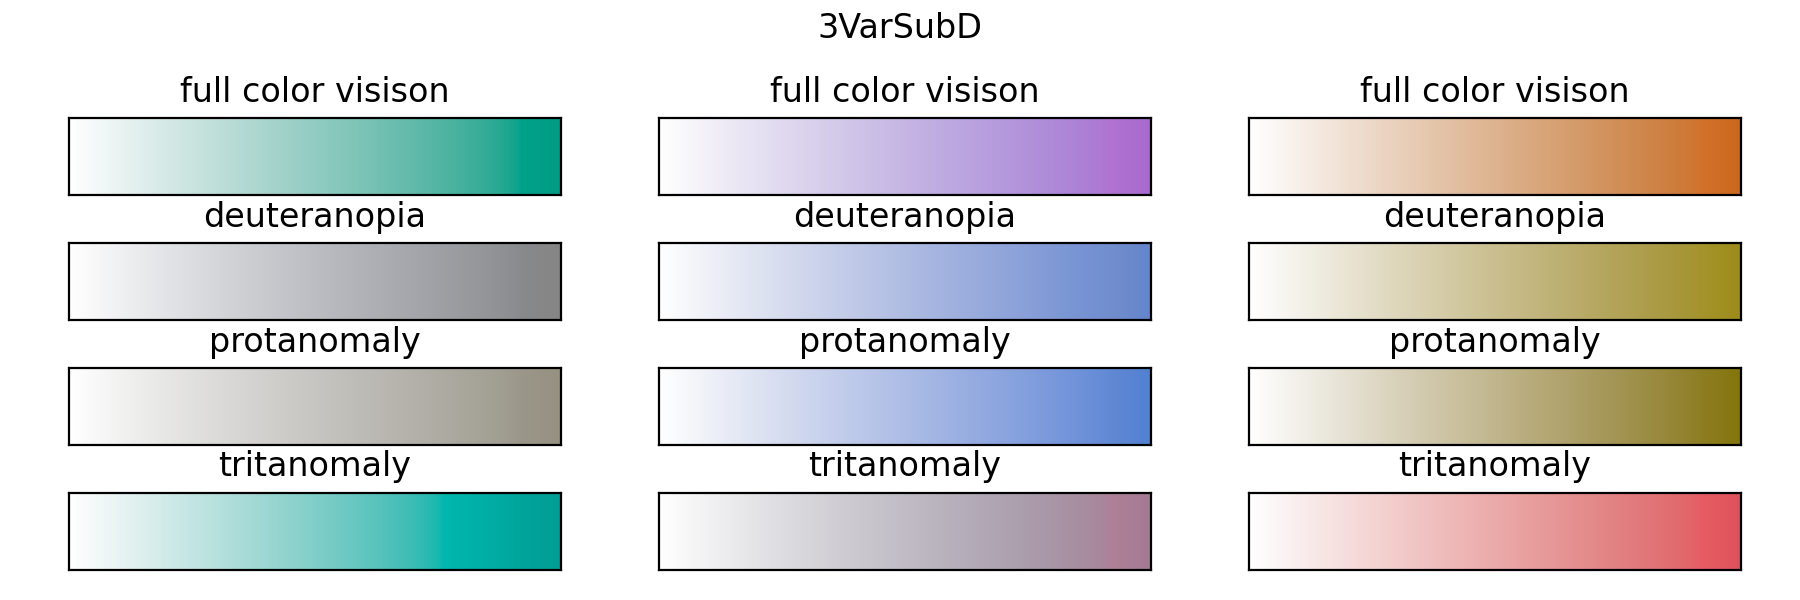 3VarSubD
full color visison
full color visison
full color visison
deuteranopia
deuteranopia
deuteranopia
protanomaly
protanomaly
protanomaly
tritanomaly
tritanomaly
tritanomaly